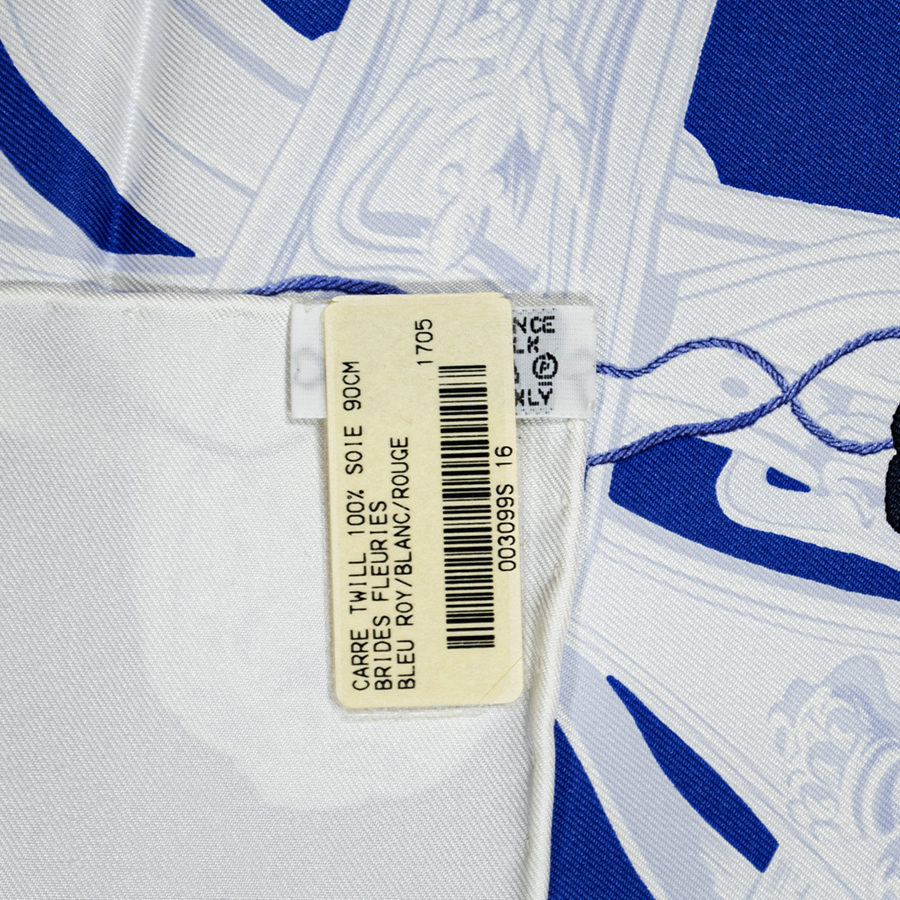 CARRE TWILL 100% SOIE 90CM
BRIDES FLEURIES
BLEU ROY/BLANC/ROUGE
1705
003099S 16